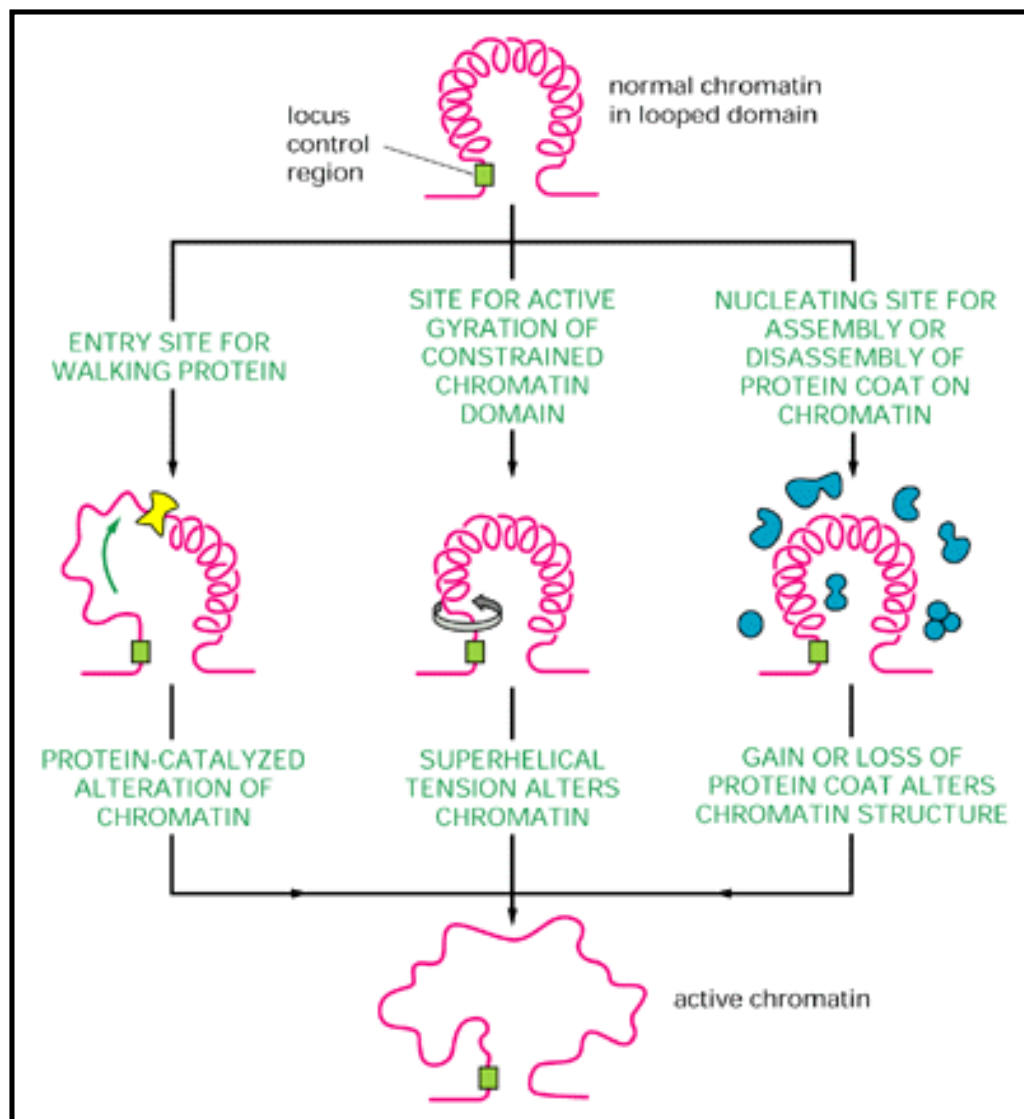 normal chromatin
in looped domain
locus
control
region
ENTRY SITE FOR
WALKING PROTEIN
SITE FOR ACTIVE
GYRATION OF
CONSTRAINED
CHROMATIN
DOMAIN
NUCLEATING SITE FOR
ASSEMBLY OR
DISASSEMBLY OF
PROTEIN COAT ON
CHROMATIN
PROTEIN-CATALYZED
ALTERATION OF
CHROMATIN
SUPERHELICAL
TENSION ALTERS
CHROMATIN
GAIN OR LOSS OF
PROTEIN COAT ALTERS
CHROMATIN STRUCTURE
active chromatin